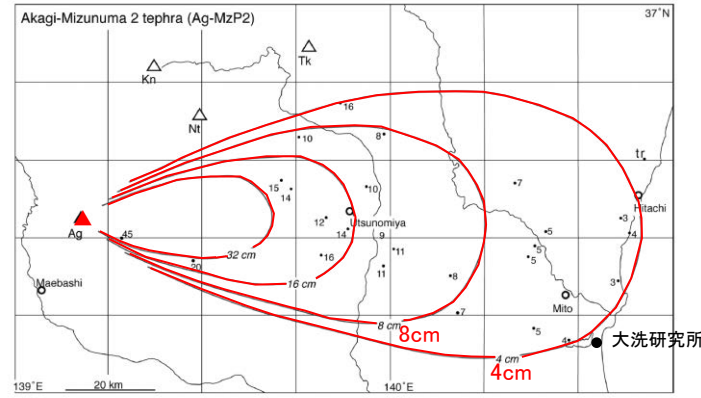 Akagi-Mizunuma 2 tephra (Ag-MzP2)
37°N
Tk
Kn
16
Nt
10
8
tr
15
14
10
7
Hitachi
12
Utsunomiya
3
Ag
45
14
9
5
4
20
32 cm
16
11
5
11
5
Maebashi
16 cm
8
3
Mito
7
8 cm
8cm
5
4
大洗研究所
4 cm
4cm
139°E
20 km
140°E